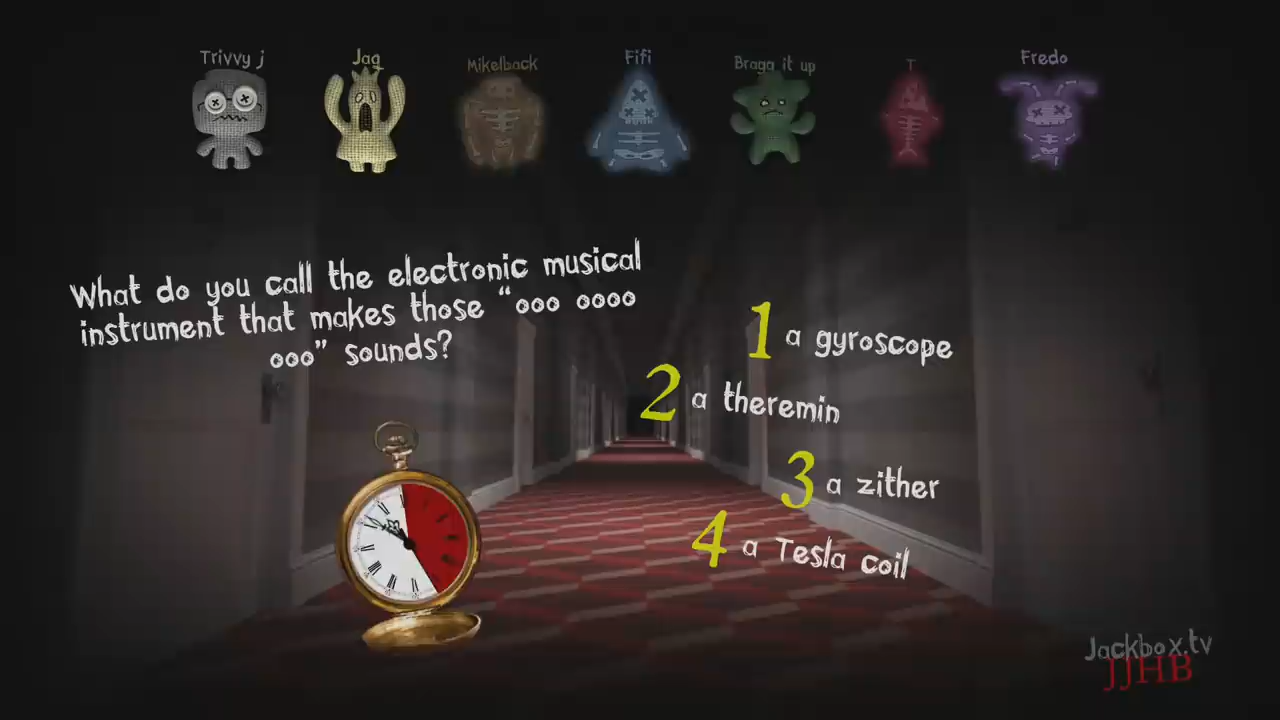 Trivvy j
Jaq
Mikelback
Fifi
Braga it up
T
Fredo
What do you call the electronic musical
instrument that makes those “ooo oooo
ooo” sounds?
1 a gyroscope
2 a theremin
3 a zither
4 a Tesla coil
Jackbox.tv
JJHB